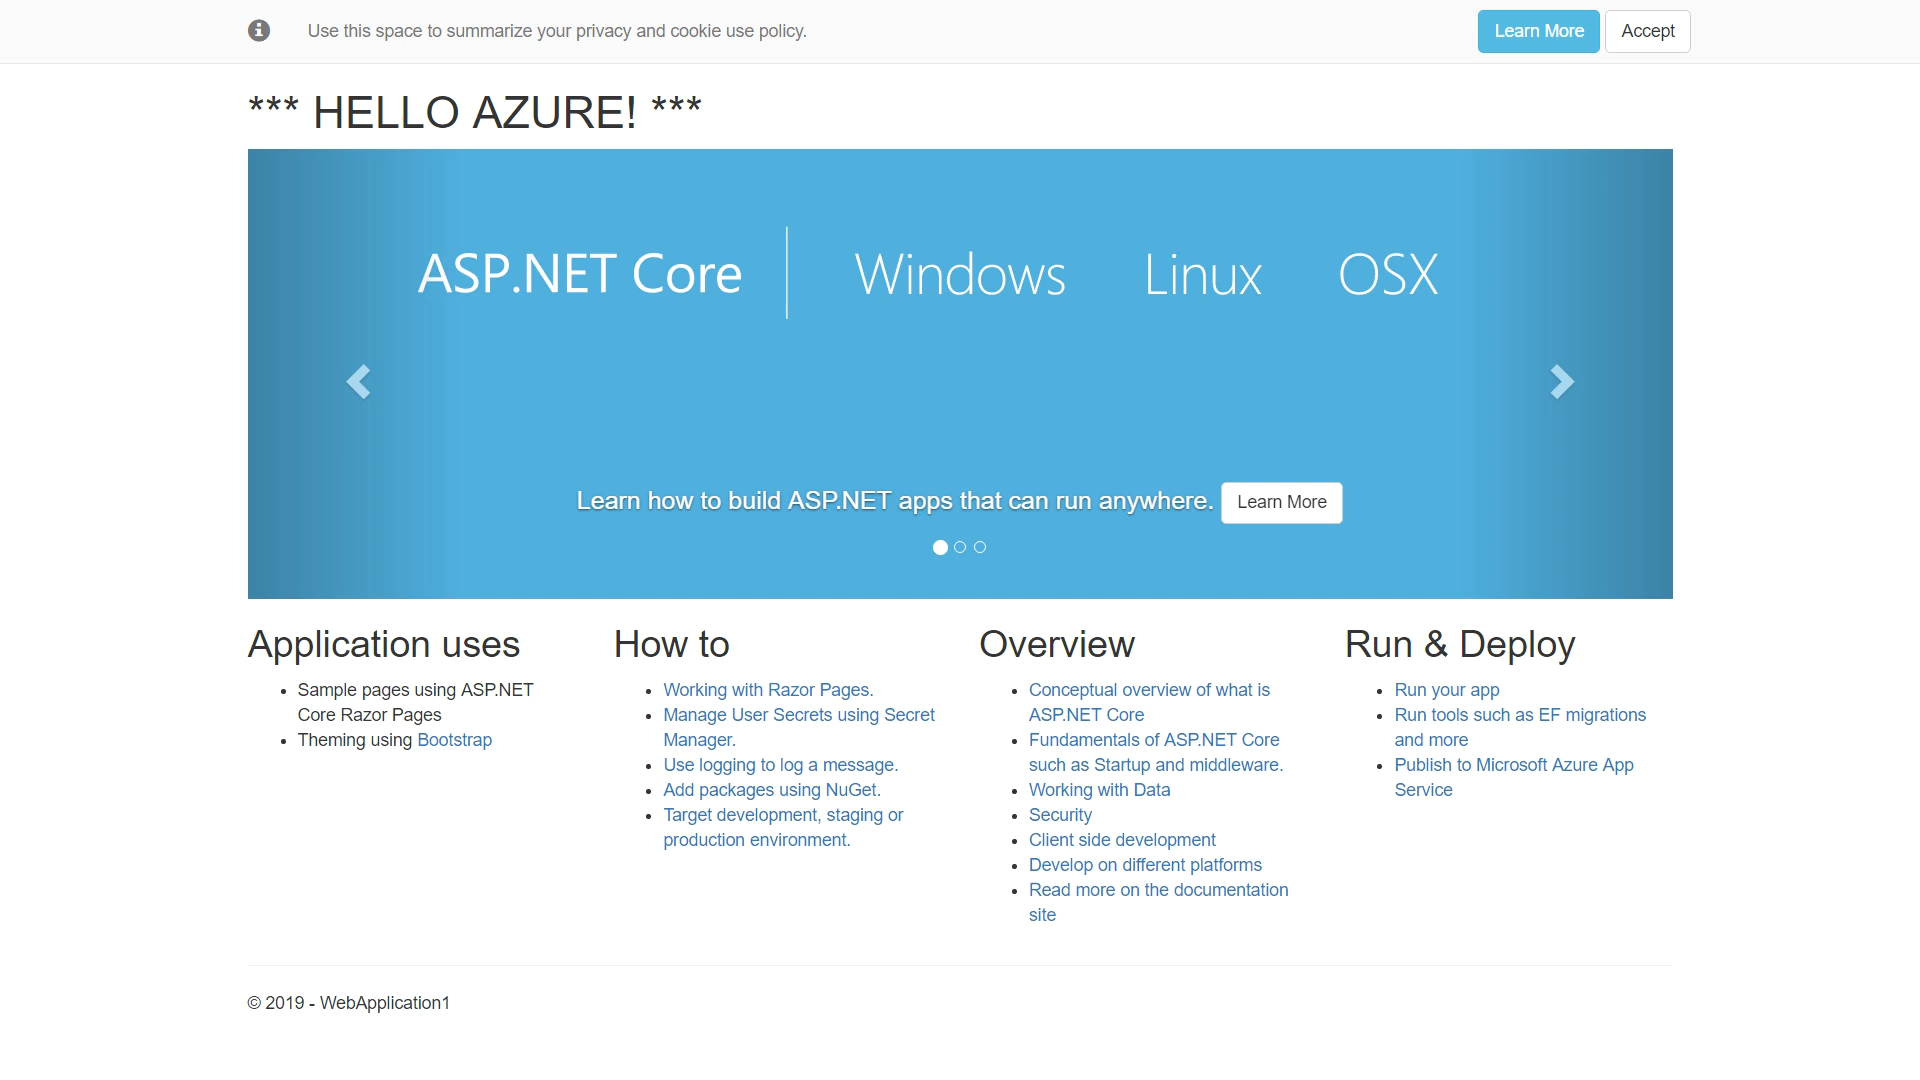 Use this space to summarize your privacy and cookie use policy.
Learn More
Accept
*** HELLO AZURE! ***
ASP.NET Core
Windows
Linux
OSX
Learn how to build ASP.NET apps that can run anywhere.
Learn More
Application uses
Sample pages using ASP.NET
Core Razor Pages
Theming using Bootstrap
How to
Working with Razor Pages.
Manage User Secrets using Secret
Manager.
Use logging to log a message.
Add packages using NuGet.
Target development, staging or
production environment.
Overview
Conceptual overview of what is
ASP.NET Core
Fundamentals of ASP.NET Core
such as Startup and middleware.
Working with Data
Security
Client side development
Develop on different platforms
Read more on the documentation
site
Run & Deploy
Run your app
Run tools such as EF migrations
and more
Publish to Microsoft Azure App
Service
© 2019 - WebApplication1